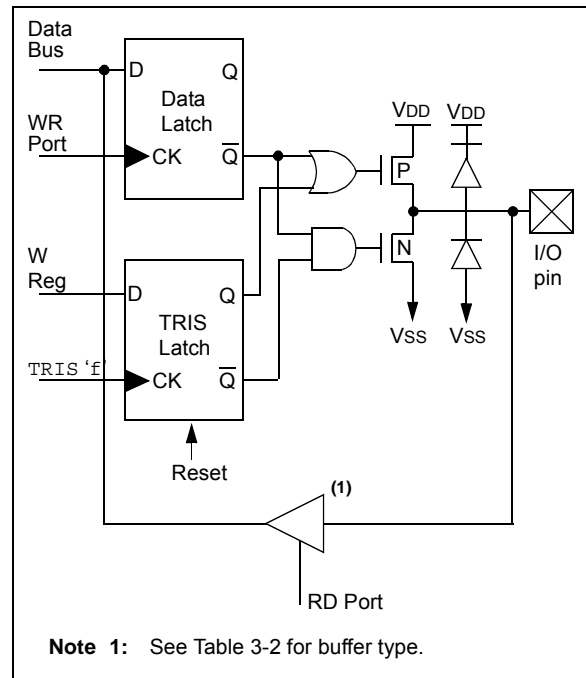 Data
Bus
D
Q
Data
Latch
WR
Port
CK
Q
VDD
VDD
P
N
I/O
pin
VSS
VSS
W
Reg
D
Q
TRIS
Latch
TRIS ‘f’
CK
Q
Reset
(1)
RD Port
Note 1: See Table 3-2 for buffer type.